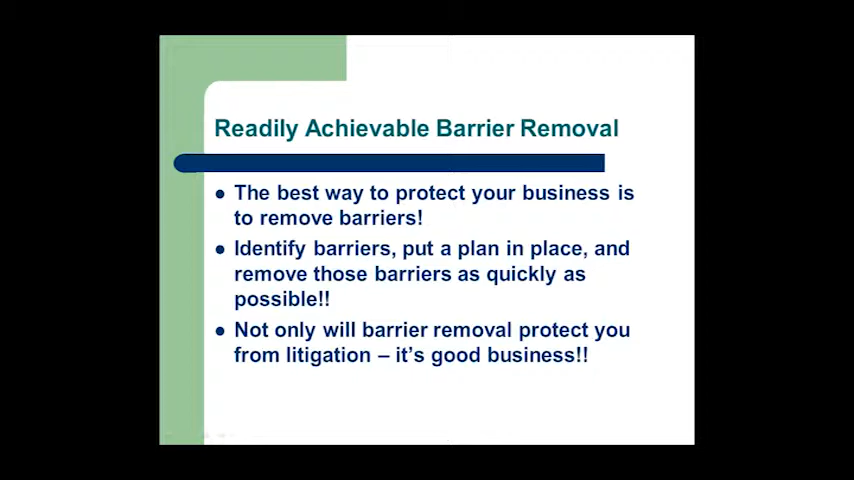 Readily Achievable Barrier Removal
● The best way to protect your business is
to remove barriers!
● Identify barriers, put a plan in place, and
remove those barriers as quickly as
possible!!
● Not only will barrier removal protect you
from litigation – it's good business!!